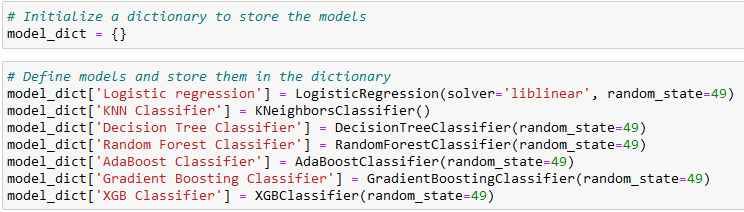 # Initialize a dictionary to store the models
model_dict = {}
# Define models and store them in the dictionary
model_dict['Logistic regression'] = LogisticRegression(solver='liblinear', random_state=49)
model_dict['KNN Classifier'] = KNeighborsClassifier()
model_dict['Decision Tree Classifier'] = DecisionTreeClassifier(random_state=49)
model_dict['Random Forest Classifier'] = RandomForestClassifier(random_state=49)
model_dict['AdaBoost Classifier'] = AdaBoostClassifier(random_state=49)
model_dict['Gradient Boosting Classifier'] = GradientBoostingClassifier(random_state=49)
model_dict['XGB Classifier'] = XGBClassifier(random_state=49)